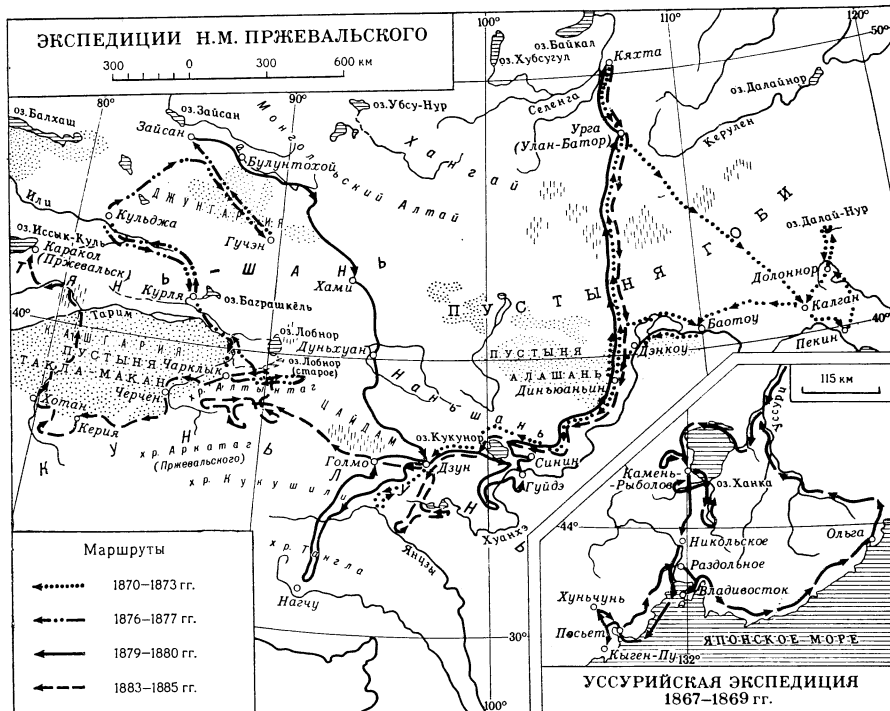 ЭКСПЕДИЦИИ Н.М. ПРЖЕВАЛЬСКОГО
300 0 300 600 км
100°
110°
120°
50°
оз.Байкал
оз.Хубсугул
Кяхта
оз.Далайнор
80°
90°
оз.Балхаш
оз.Зайсан
оз.Убсу-Нур
Селенга
Керулен
Зайсан
Монгольский Алтай
Хангай
Урга
(Улан-Батор)
Булунтохой
ДЖУНГАРИЯ
Или
Кульджа
Гучэн
оз.Далай-Нур
оз.Иссык-Куль
Каракол
(Пржевальск)
ТЯНЬ-ШАНЬ
Хами
ПУСТЫНЯ ГОБИ
Долоннор
Курля
оз.Баграшкёль
Калган
40°
Тарим
оз.Лобнор
Баотоу
40°
КАШГАРИЯ
Дуньхуан
Дэнкоу
Пекин
ПУСТЫНЯ
ТАКЛА-МАКАН
Чарклык
оз.Лобнор
(старое)
ПУСТЫНЯ
АЛАШАНЬ
Черчен
хр.Алтынтаг
Наньшань
Динъюаньин
115 км
Хотан
Керия
ЦАЙДАМ
оз.Кукунор
Уссури
КУНЬЛУНЬ
хр. Аркатаг
(Пржевальского)
Голмо
Дзун
Синин
Гуйдэ
хр. Кукушили
Камень-
Рыболов
оз.Ханка
Хуанхэ
44°
Ольга
Никольское
Янцзы
хр. Тангла
Раздольное
Нагчу
Владивосток
Хуньчунь
Посьет
30°
ЯПОНСКОЕ МОРЕ
Кыген-Пу
132°
100°
Маршруты
1870–1873 гг.
1876–1877 гг.
1879–1880 гг.
1883–1885 гг.
УССУРИЙСКАЯ ЭКСПЕДИЦИЯ
1867–1869 гг.